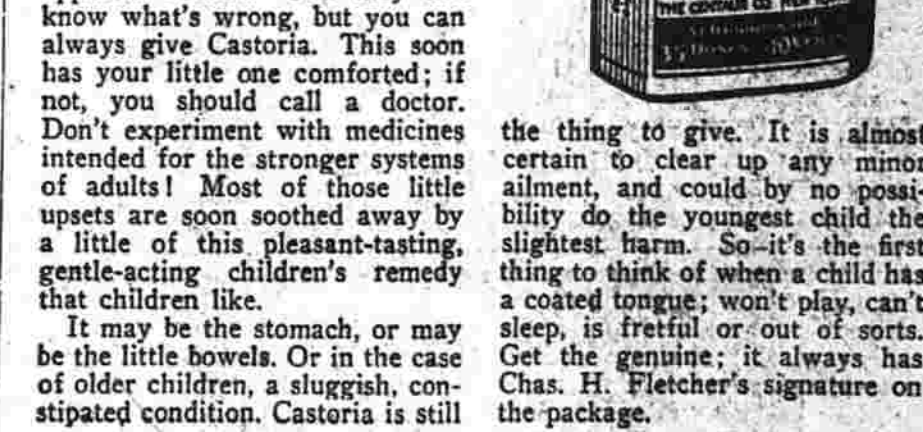 know what's wrong, but you can
always give Castoria. This soon
has your little one comforted; if
not, you should call a doctor.
Don't experiment with medicines
intended for the stronger systems
of adults! Most of those little
upsets are soon soothed away by
a little of this pleasant-tasting,
gentle-acting children's remedy
that children like.
It may be the stomach, or may
be the little bowels. Or in the case
of older children, a sluggish, con-
stipated condition. Castoria is still
THE CENTAUR CO.
the thing to give. It is almos
certain to clear up any mino
ailment, and could by no possi
bility do the youngest child th
slightest harm. So—it's the firs
thing to think of when a child ha
a coated tongue; won't play, can'
sleep, is fretful or out of sorts.
Get the genuine; it always has
Chas. H. Fletcher's signature on
the package.